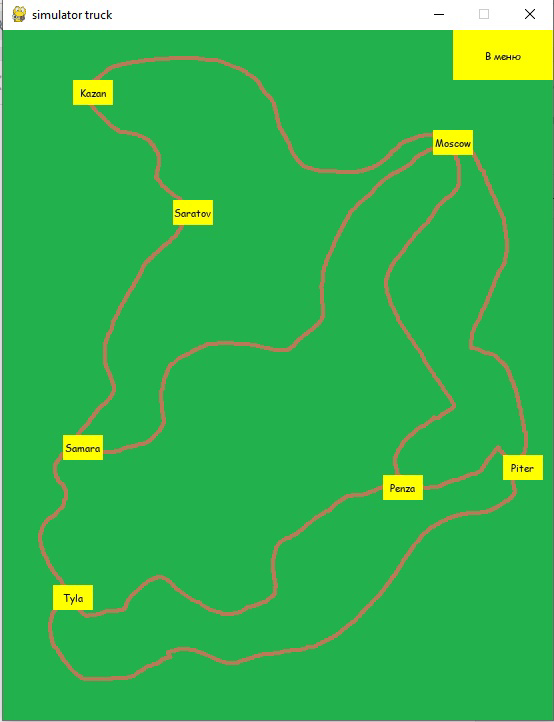 simulator truck
В меню
Kazan
Moscow
Saratov
Samara
Piter
Penza
Tyla